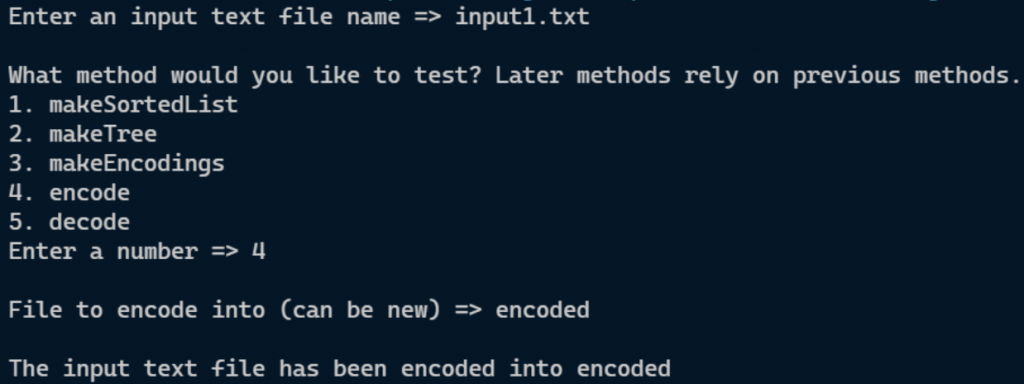 Enter an input text file name => input1.txt
What method would you like to test? Later methods rely on previous methods.
1. makeSortedList
2. makeTree
3. makeEncodings
4. encode
5. decode
Enter a number => 4
File to encode into (can be new) => encoded
The input text file has been encoded into encoded